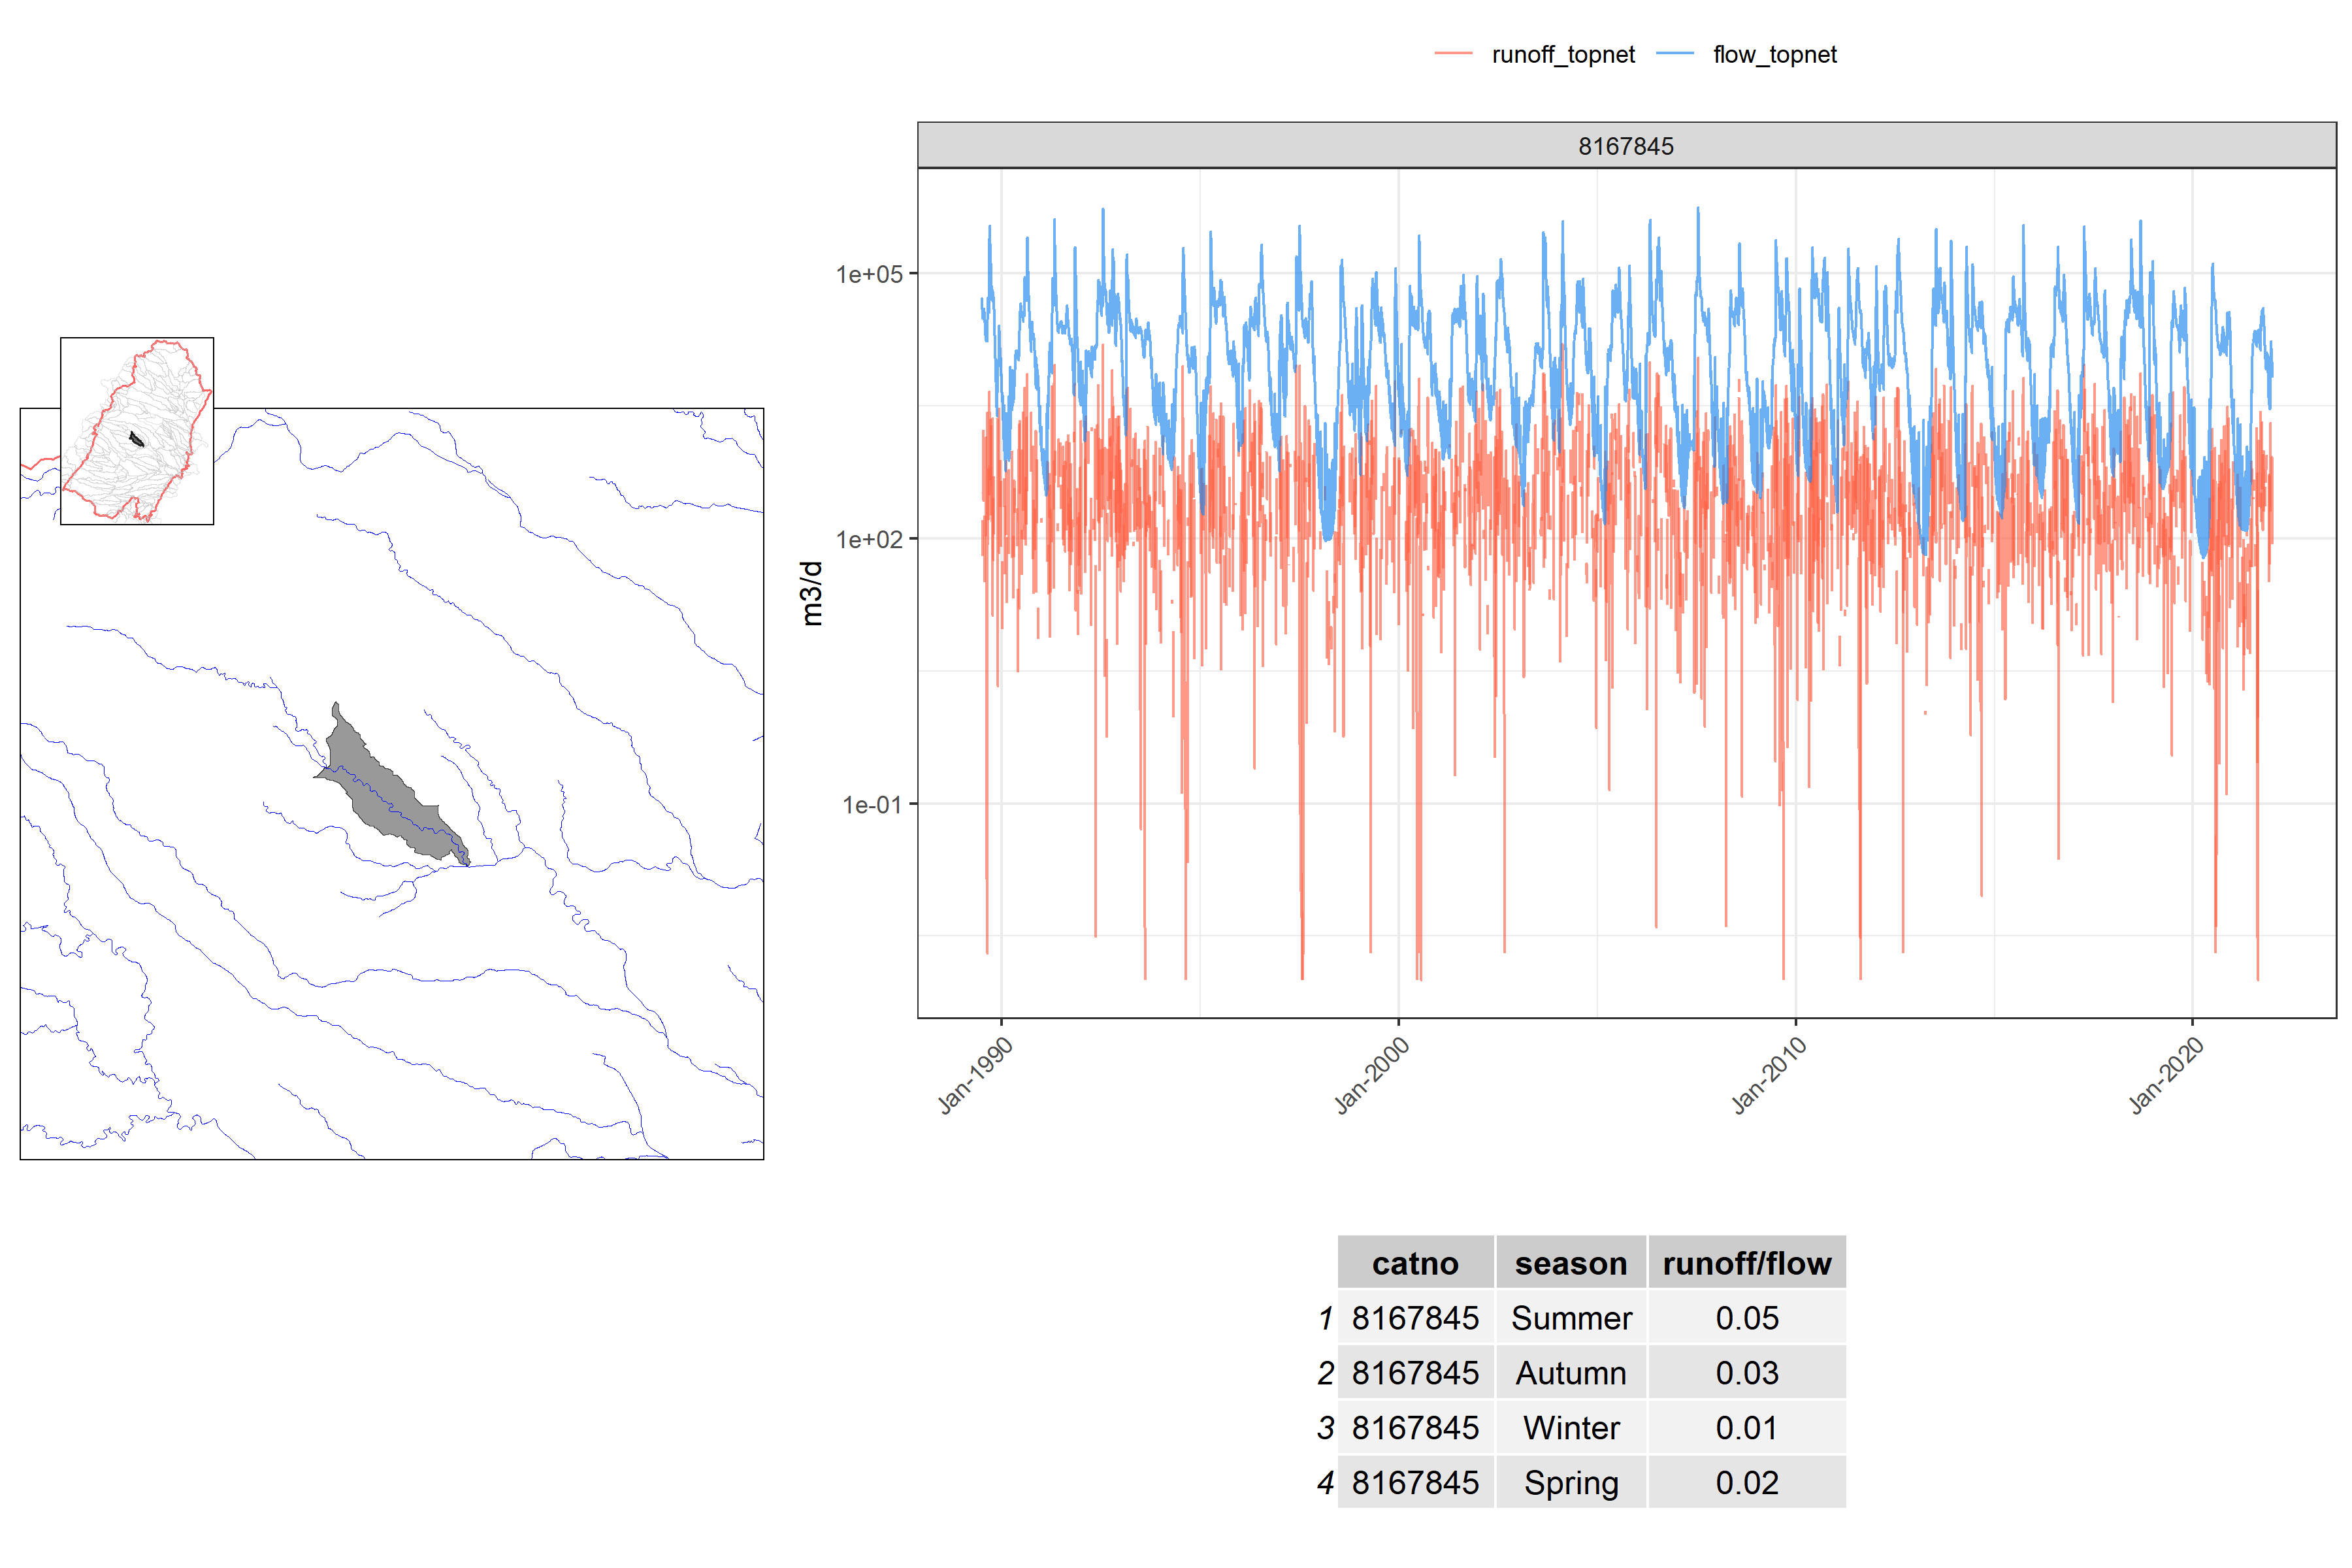 runoff_topnet flow_topnet
8167845
1e+05
1e+02
1e-01
m3/d
Jan-1990 Jan-2000 Jan-2010 Jan-2020
catno season runoff/flow
1 8167845 Summer 0.05
2 8167845 Autumn 0.03
3 8167845 Winter 0.01
4 8167845 Spring 0.02